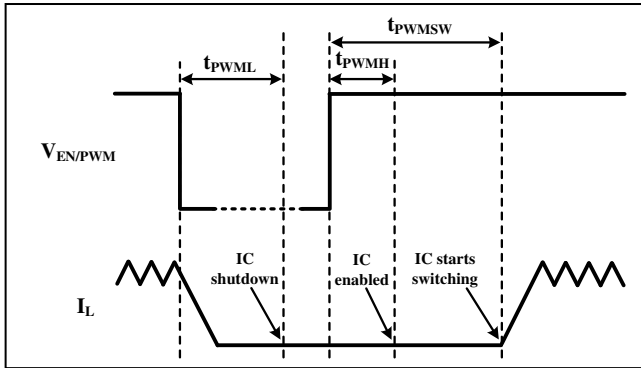 tPWMSW
tPWML
tPWMH
VEN/PWM
IC
shutdown
IC
enabled
IC starts
switching
IL